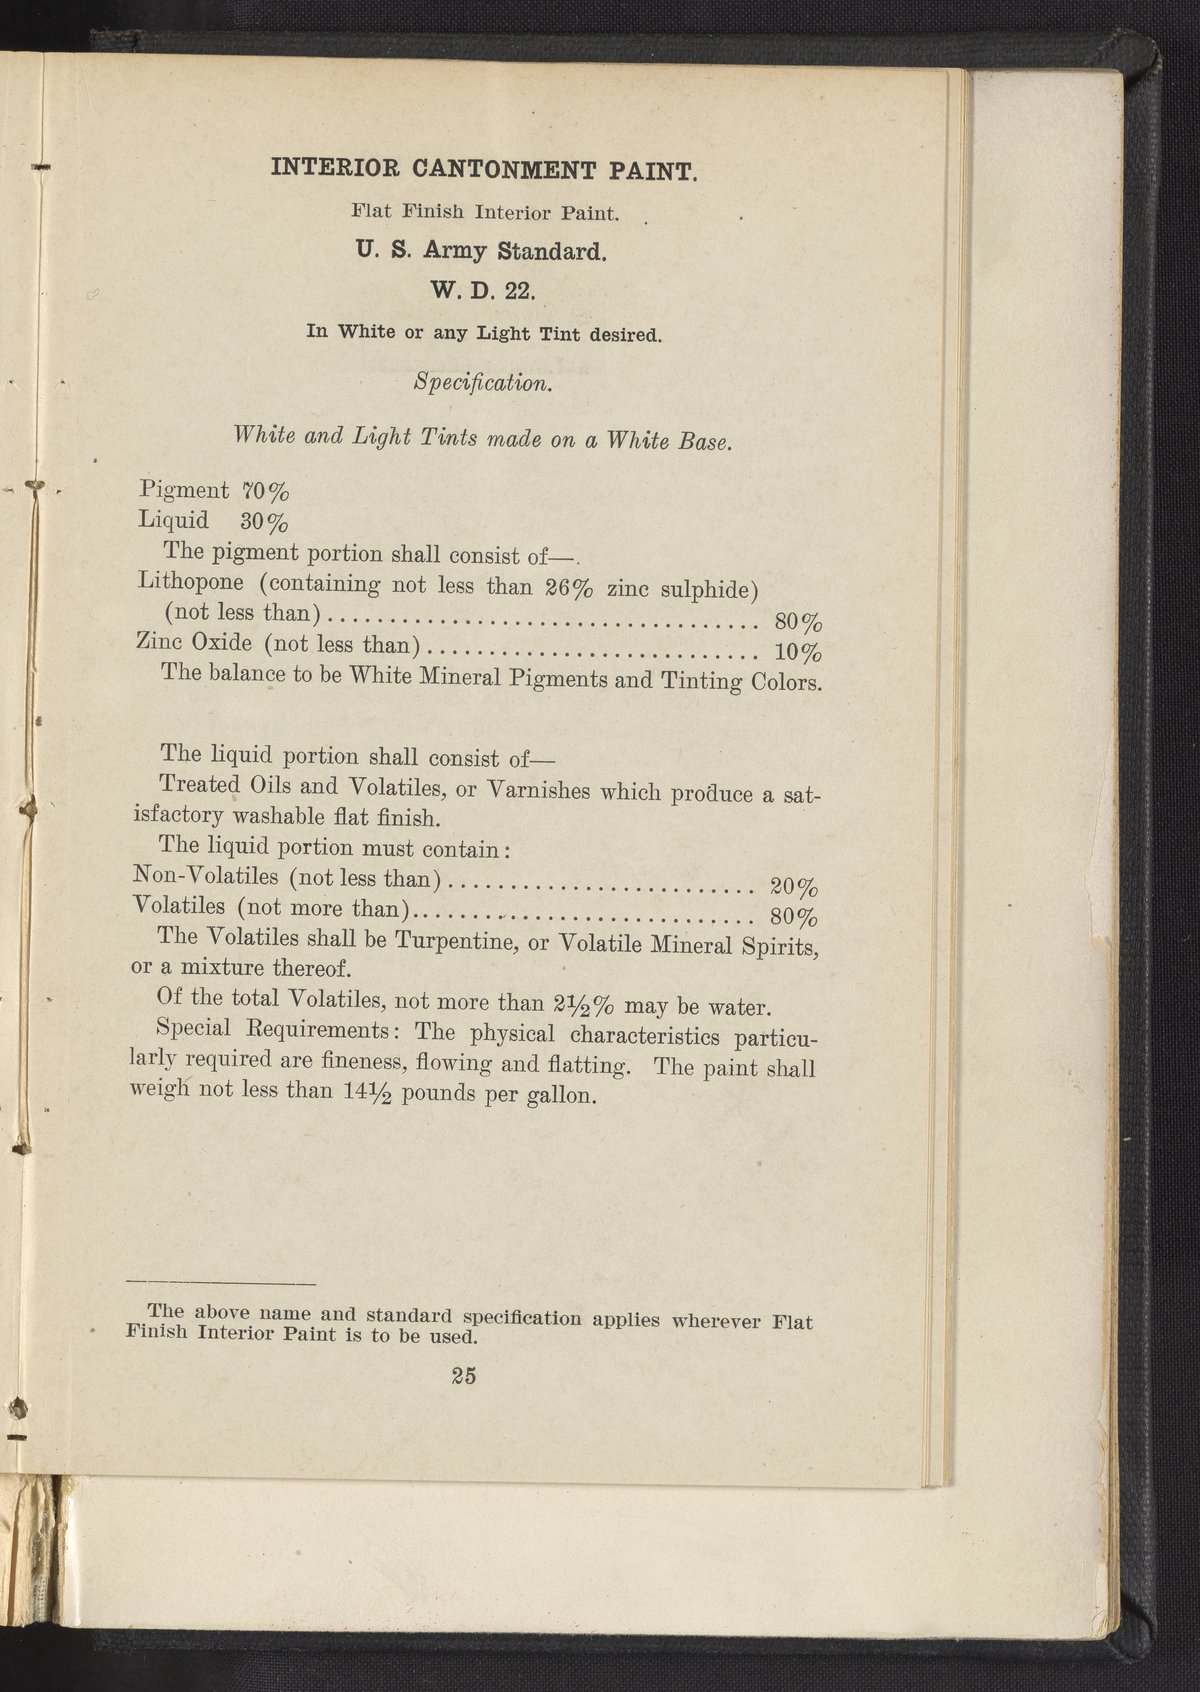 INTERIOR CANTONMENT PAINT.
Flat Finish Interior Paint.
U. S. Army Standard.
W. D. 22.
In White or any Light Tint desired.
Specification.
White and Light Tints made on a White Base.
Pigment 70%
Liquid 30%
The pigment portion shall consist of—
Lithopone (containing not less than 26% zinc sulphide)
(not less than) .................................... 80%
Zinc Oxide (not less than) ............................ 10%
The balance to be White Mineral Pigments and Tinting Colors.
The liquid portion shall consist of—
Treated Oils and Volatiles, or Varnishes which produce a sat-
isfactory washable flat finish.
The liquid portion must contain:
Non-Volatiles (not less than) ......................... 20%
Volatiles (not more than)............................ 80%
The Volatiles shall be Turpentine, or Volatile Mineral Spirits,
or a mixture thereof.
Of the total Volatiles, not more than 2½% may be water.
Special Requirements: The physical characteristics particu-
larly required are fineness, flowing and flatting. The paint shall
weigh not less than 14½ pounds per gallon.
The above name and standard specification applies wherever Flat
Finish Interior Paint is to be used.
25